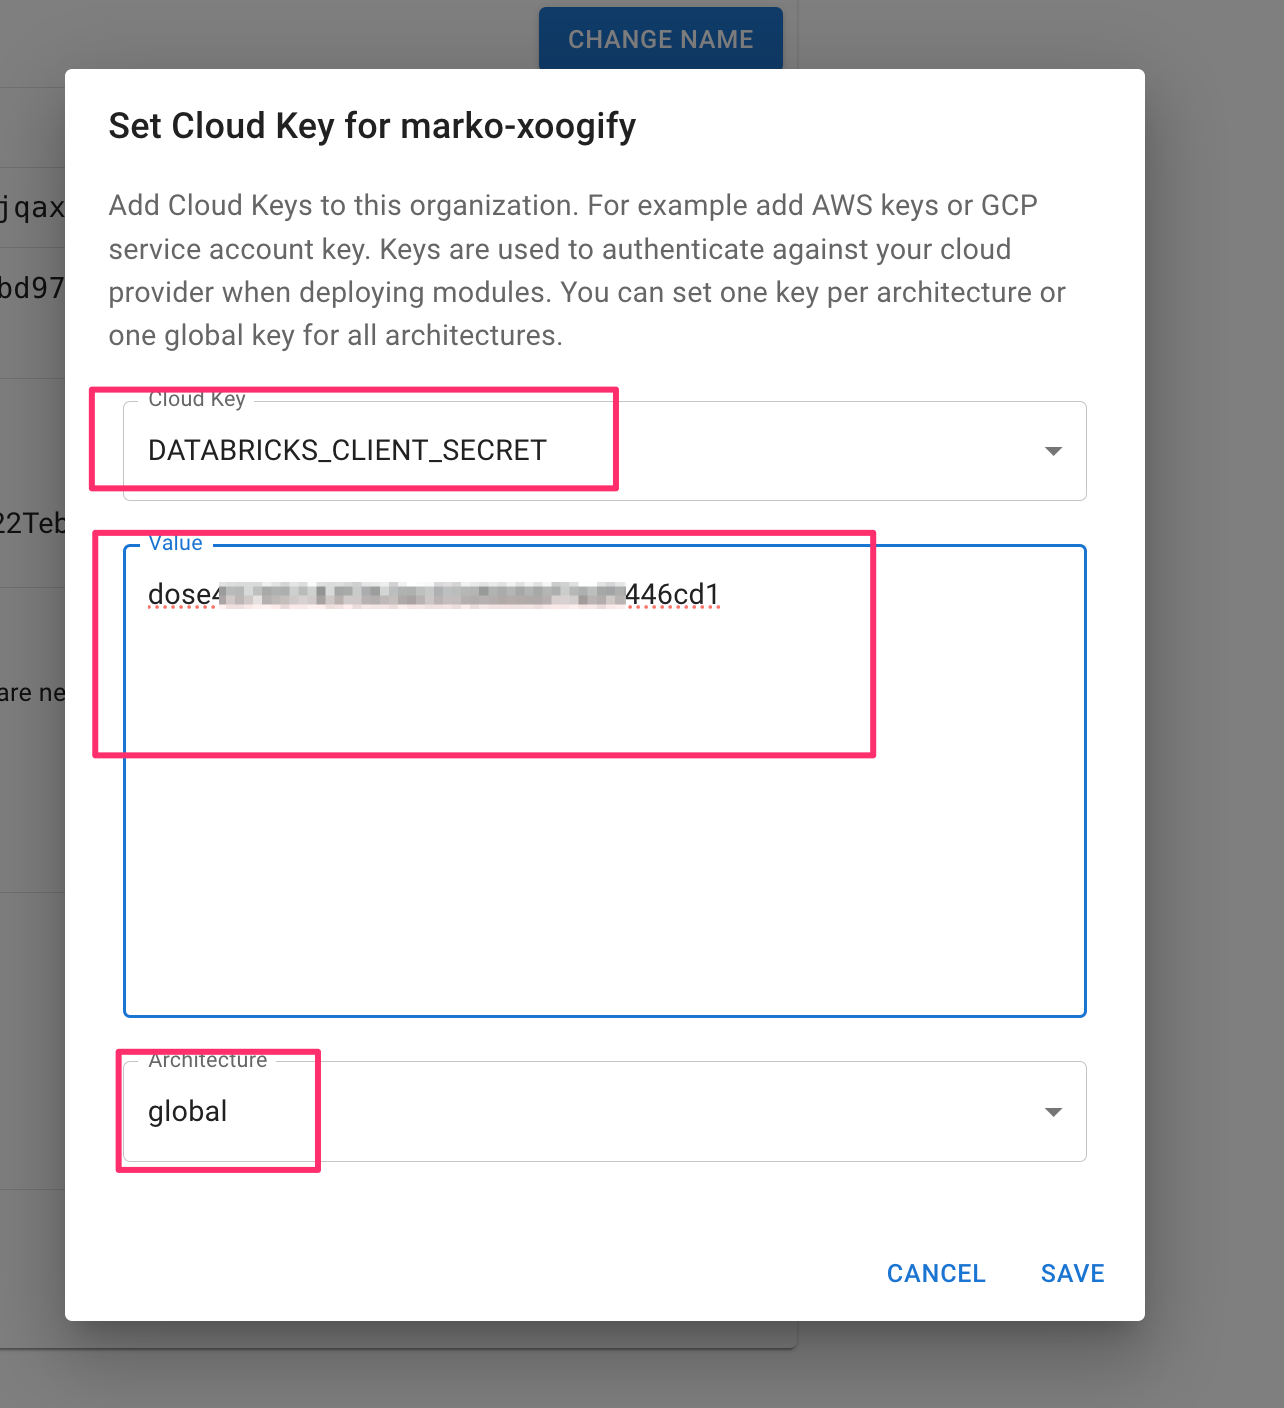 CHANGE NAME
Set Cloud Key for marko-xoogify
Add Cloud Keys to this organization. For example add AWS keys or GCP
service account key. Keys are used to authenticate against your cloud
provider when deploying modules. You can set one key per architecture or
one global key for all architectures.
jqax
bd97
22Teb
are ne
Cloud Key
DATABRICKS_CLIENT_SECRET
Value
dose4
446cd1
Architecture
global
CANCEL SAVE